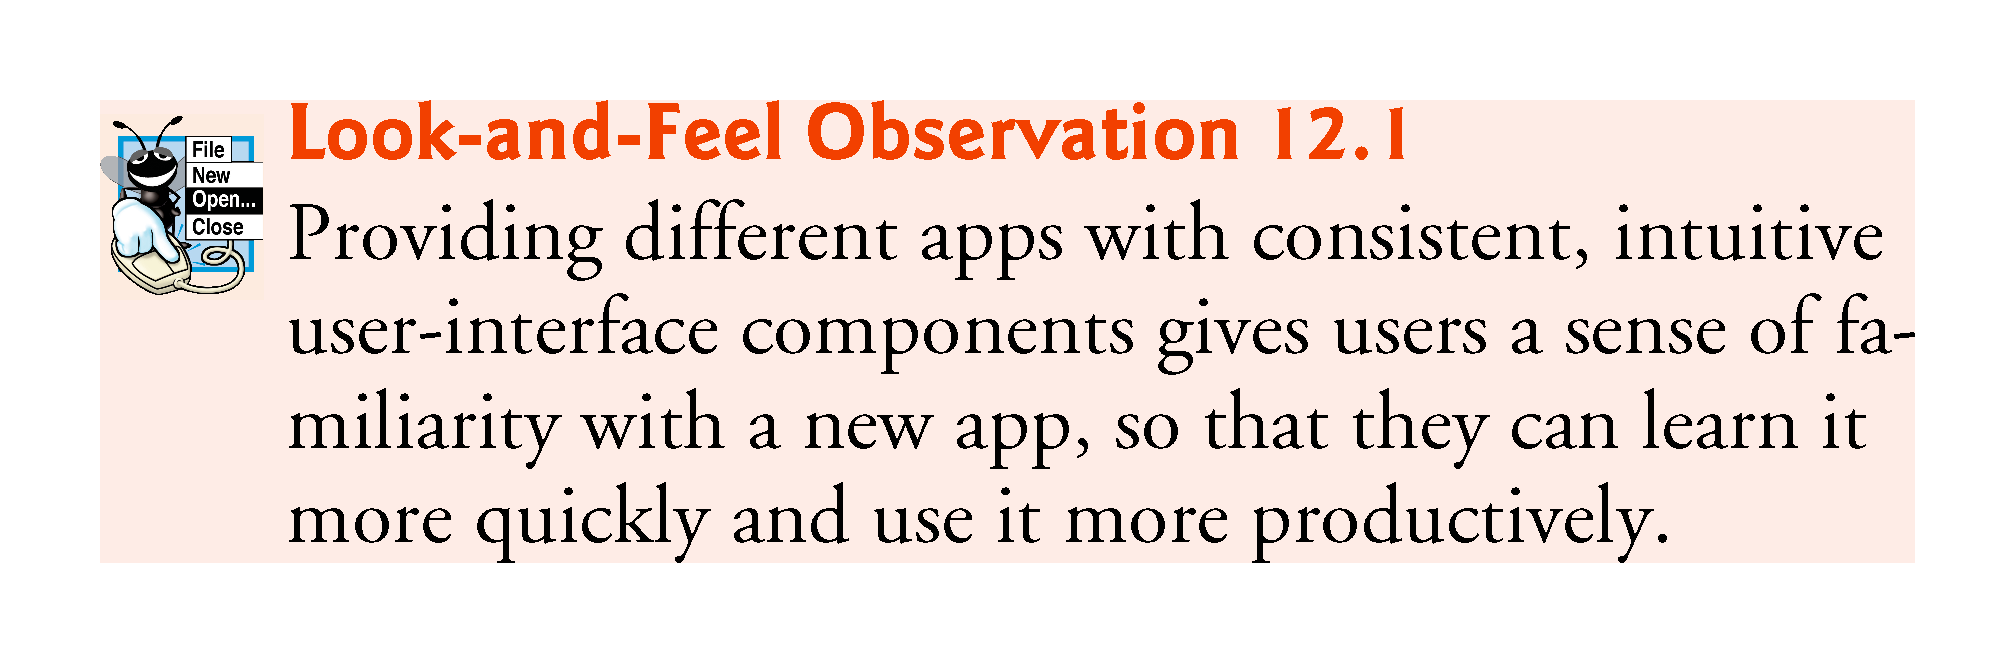 Look-and-Feel Observation 12.1
File
New
Open...
Close
Providing different apps with consistent, intuitive
user-interface components gives users a sense of fa-
miliarity with a new app, so that they can learn it
more quickly and use it more productively.